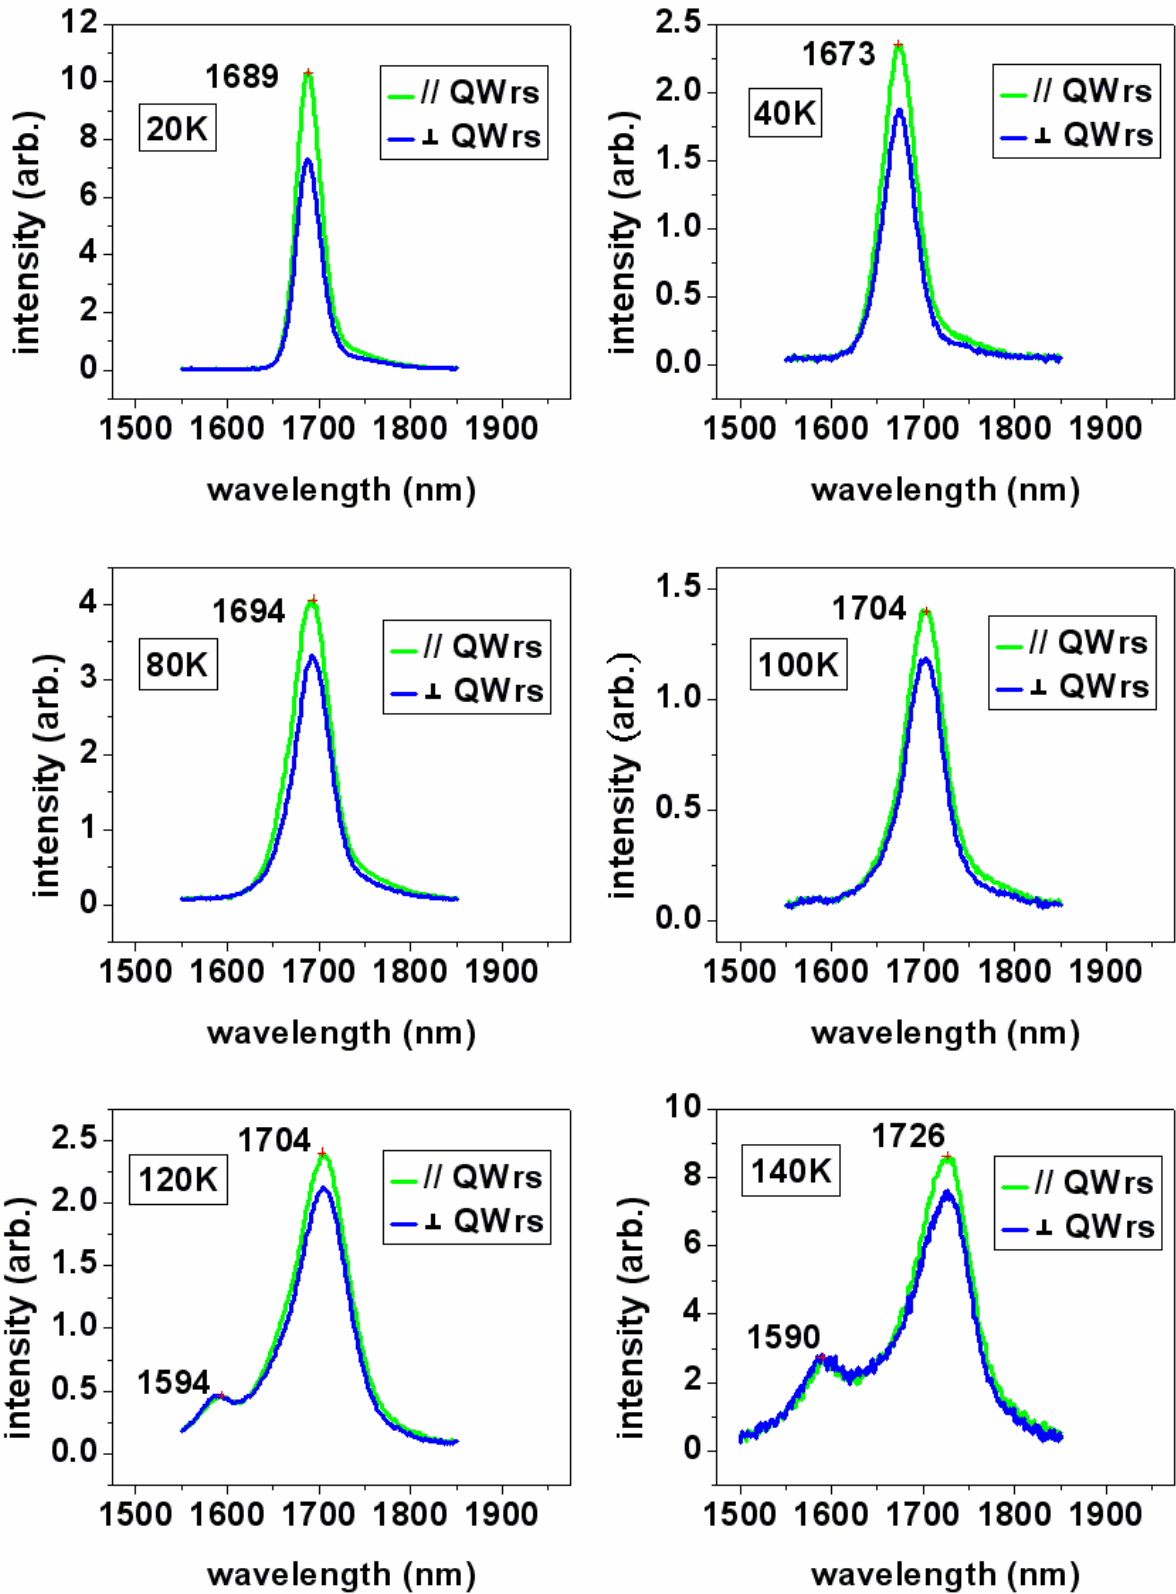 12
10
8
6
4
2
0
intensity (arb.)
1689
20K
// QWrs
⊥ QWrs
1500 1600 1700 1800 1900
wavelength (nm)
2.5
2.0
1.5
1.0
0.5
0.0
intensity (arb.)
1673
40K
// QWrs
⊥ QWrs
1500 1600 1700 1800 1900
wavelength (nm)
4
3
2
1
0
intensity (arb.)
1694
80K
// QWrs
⊥ QWrs
1500 1600 1700 1800 1900
wavelength (nm)
1.5
1.0
0.5
0.0
intensity (arb.)
1704
100K
// QWrs
⊥ QWrs
1500 1600 1700 1800 1900
wavelength (nm)
2.5
2.0
1.5
1.0
0.5
0.0
intensity (arb.)
1704
120K
// QWrs
⊥ QWrs
1594
1500 1600 1700 1800 1900
wavelength (nm)
10
8
6
4
2
0
intensity (arb.)
1726
140K
// QWrs
⊥ QWrs
1590
1500 1600 1700 1800 1900
wavelength (nm)